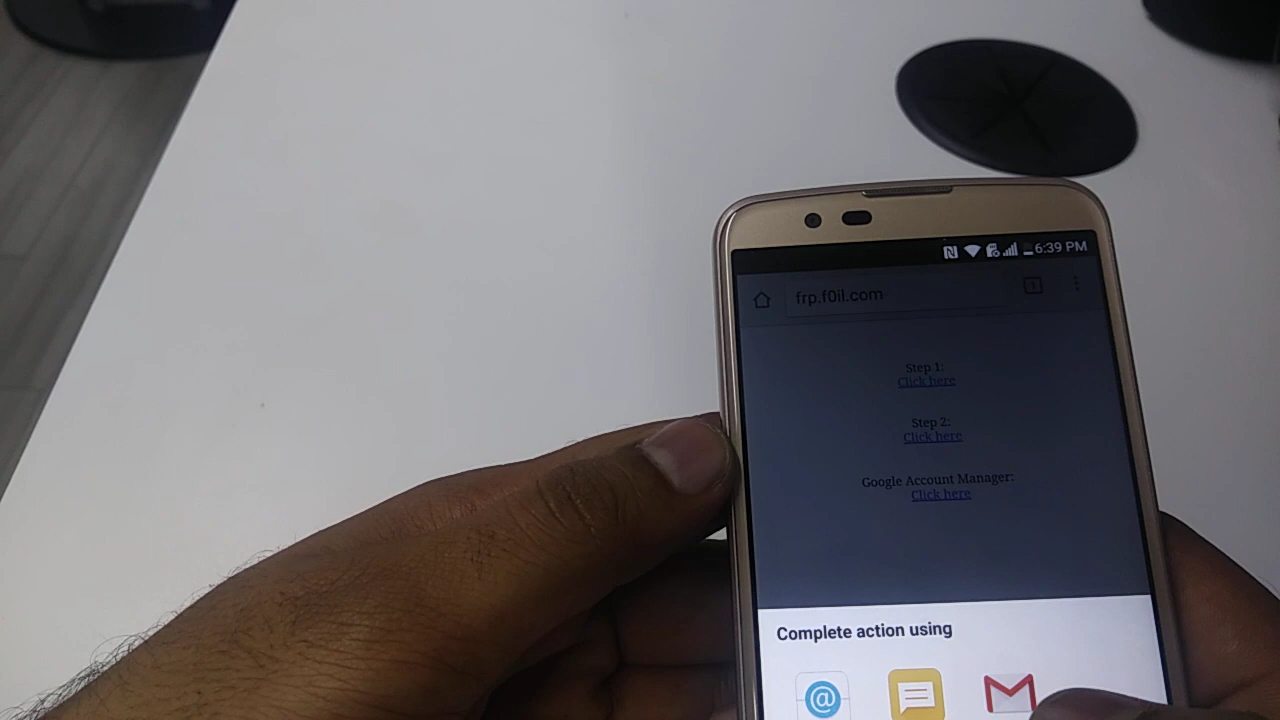 6:39 PM
frp.f0il.com
Step 1:
Click here
Step 2:
Click here
Google Account Manager:
Click here
Complete action using